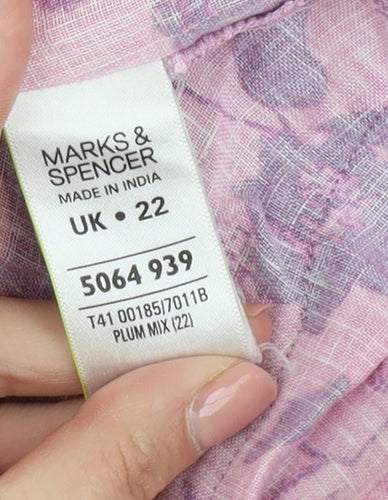 MARKS &
SPENCER
MADE IN INDIA
UK • 22
5064 939
T41 00185/7011B
PLUM MIX (22)